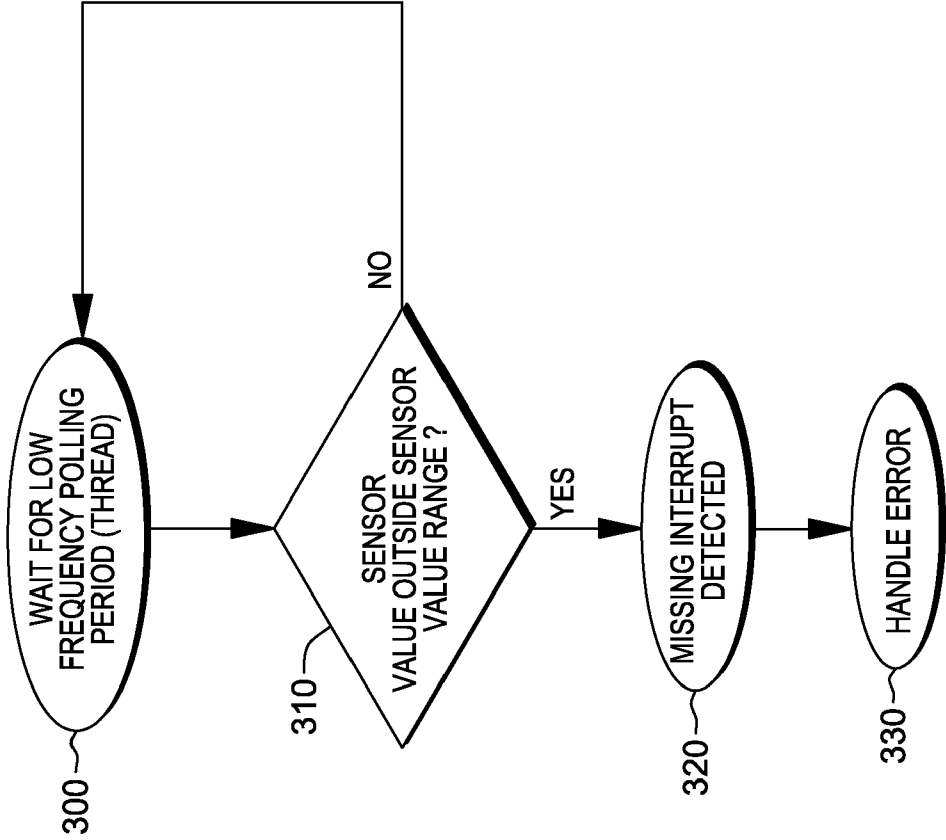 300
WAIT FOR LOW
FREQUENCY POLLING
PERIOD (THREAD)
310
SENSOR
VALUE OUTSIDE SENSOR
VALUE RANGE ?
NO
YES
320
MISSING INTERRUPT
DETECTED
330
HANDLE ERROR